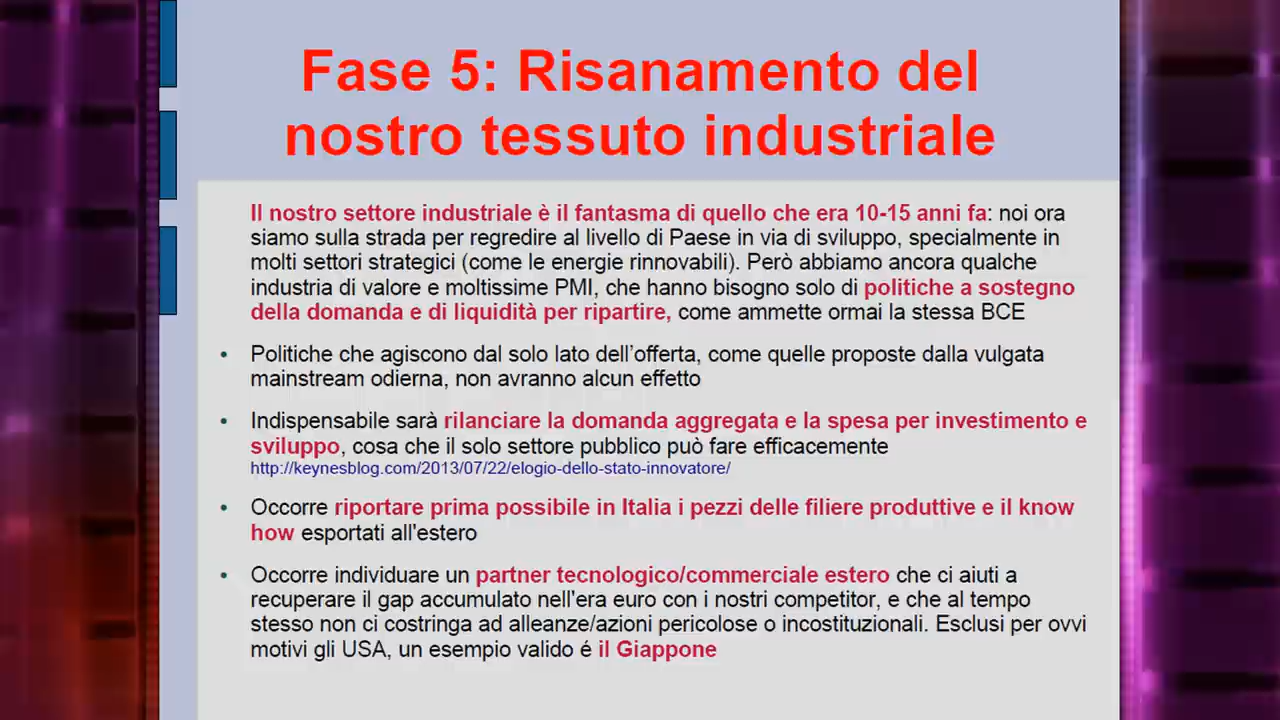 Fase 5: Risanamento del
nostro tessuto industriale
Il nostro settore industriale è il fantasma di quello che era 10-15 anni fa: noi ora
siamo sulla strada per regredire al livello di Paese in via di sviluppo, specialmente in
molti settori strategici (come le energie rinnovabili). Però abbiamo ancora qualche
industria di valore e moltissime PMI, che hanno bisogno solo di politiche a sostegno
della domanda e di liquidità per ripartire, come ammette ormai la stessa BCE
• Politiche che agiscono dal solo lato dell'offerta, come quelle proposte dalla vulgata
mainstream odierna, non avranno alcun effetto
• Indispensabile sarà rilanciare la domanda aggregata e la spesa per investimento e
sviluppo, cosa che il solo settore pubblico può fare efficacemente
http://keynesblog.com/2013/07/22/elogio-dello-stato-innovatore/
• Occorre riportare prima possibile in Italia i pezzi delle filiere produttive e il know
how esportati all'estero
• Occorre individuare un partner tecnologico/commerciale estero che ci aiuti a
recuperare il gap accumulato nell'era euro con i nostri competitor, e che al tempo
stesso non ci costringa ad alleanze/azioni pericolose o incostituzionali. Esclusi per ovvi
motivi gli USA, un esempio valido é il Giappone